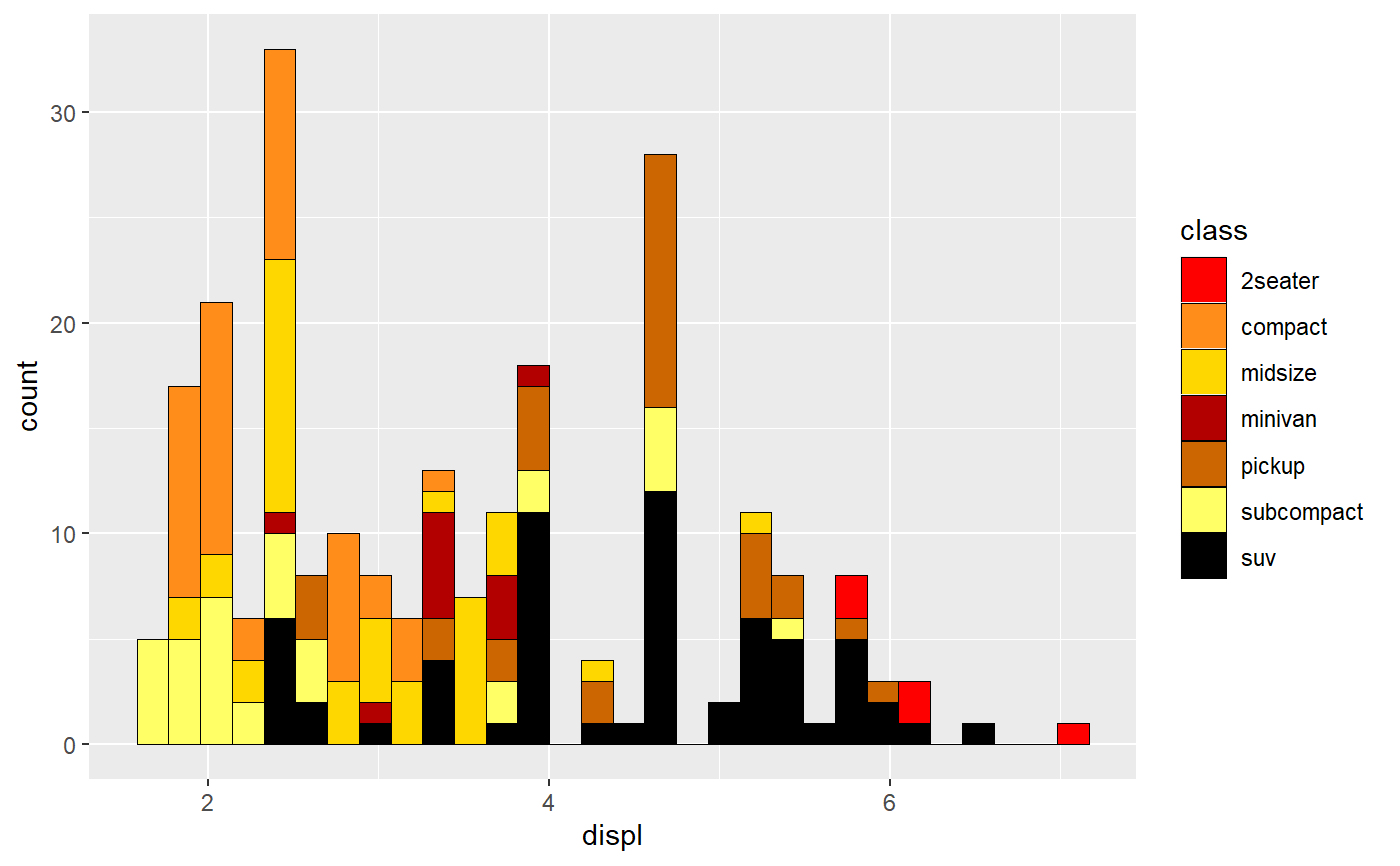 30
20
10
0
count
2
4
6
displ
class
2seater
compact
midsize
minivan
pickup
subcompact
suv